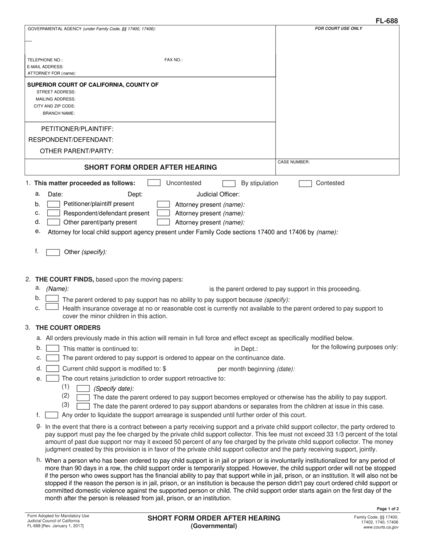 FL-688
GOVERNMENTAL AGENCY (under Family Code, §§ 17400, 17406):
FOR COURT USE ONLY
TELEPHONE NO.: FAX NO.:
E-MAIL ADDRESS:
ATTORNEY FOR (name):
SUPERIOR COURT OF CALIFORNIA, COUNTY OF
STREET ADDRESS:
MAILING ADDRESS:
CITY AND ZIP CODE:
BRANCH NAME:
PETITIONER/PLAINTIFF:
RESPONDENT/DEFENDANT:
OTHER PARENT/PARTY:
SHORT FORM ORDER AFTER HEARING
CASE NUMBER:
1. This matter proceeded as follows: Uncontested By stipulation Contested
a. Date: Dept: Judicial Officer:
b. Petitioner/plaintiff present Attorney present (name):
c. Respondent/defendant present Attorney present (name):
d. Other parent/party present Attorney present (name):
e. Attorney for local child support agency present under Family Code sections 17400 and 17406 by (name):
f. Other (specify):
2. THE COURT FINDS, based upon the moving papers:
a. (Name): is the parent ordered to pay support in this proceeding.
b. The parent ordered to pay support has no ability to pay support because (specify):
c. Health insurance coverage at no or reasonable cost is currently not available to the parent ordered to pay support to
cover the minor children in this action.
3. THE COURT ORDERS
a. All orders previously made in this action will remain in full force and effect except as specifically modified below.
b. This matter is continued to: in Dept.: for the following purposes only:
c. The parent ordered to pay support is ordered to appear on the continuance date.
d. Current child support is modified to: $ per month beginning (date):
e. The court retains jurisdiction to order support retroactive to:
(1) (Specify date):
(2) The date the parent ordered to pay support becomes employed or otherwise has the ability to pay support.
(3) The date the parent ordered to pay support abandons or separates from the children at issue in this case.
f. Any order to liquidate the support arrearage is suspended until further order of this court.
g. In the event that there is a contract between a party receiving support and a private child support collector, the party ordered to
pay support must pay the fee charged by the private child support collector. This fee must not exceed 33 1/3 percent of the total
amount of past due support nor may it exceed 50 percent of any fee charged by the private child support collector. The money
judgment created by this provision is in favor of the private child support collector and the party receiving support, jointly.
h. When a person who has been ordered to pay child support is in jail or prison or is involuntarily institutionalized for any period of
more than 90 days in a row, the child support order is temporarily stopped. However, the child support order will not be stopped
if the person who owes support has the financial ability to pay that support while in jail, prison, or an institution. It will also not be
stopped if the reason the person is in jail, prison, or an institution is because the person didn't pay court ordered child support or
committed domestic violence against the supported person or child. The child support order starts again on the first day of the
month after the person is released from jail, prison, or an institution.
Page 1 of 2
Form Adopted for Mandatory Use
Judicial Council of California
FL-688 [Rev. January 1, 2017]
SHORT FORM ORDER AFTER HEARING
(Governmental)
Family Code, §§ 17400,
17402, 1740, 17406
www.courts.ca.gov